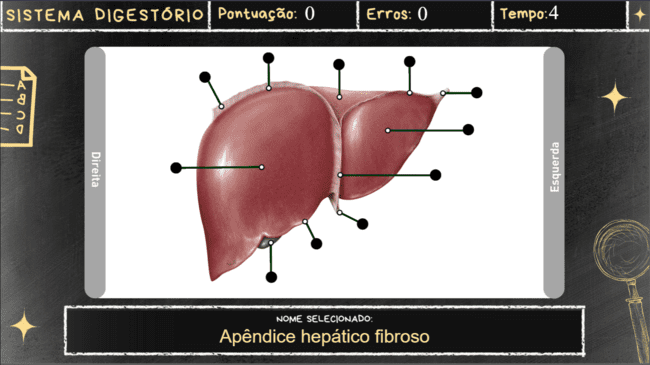 SISTEMA DIGESTÓRIO
Pontuação: 0
Erros: 0
Tempo:4
A
B
C
D
Direita
Esquerda
NOME SELECIONADO:
Apêndice hepático fibroso